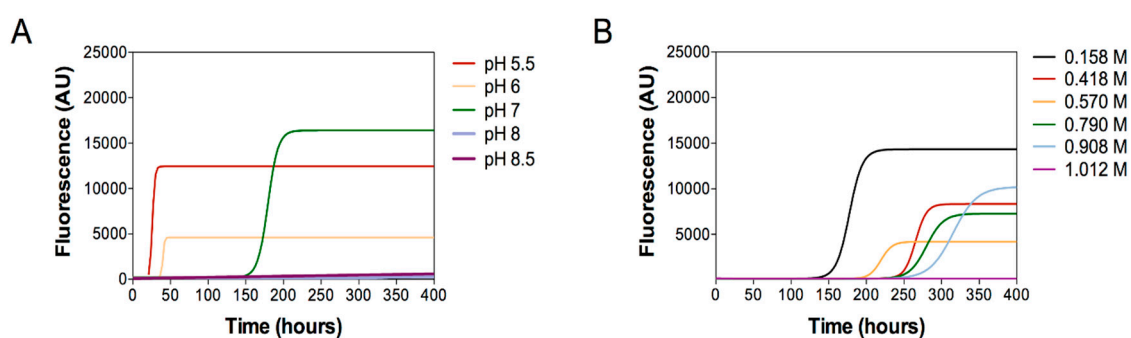 A
Fluorescence (AU)
25000
20000
15000
10000
5000
0
0 50 100 150 200 250 300 350 400
Time (hours)
pH 5.5
pH 6
pH 7
pH 8
pH 8.5
B
Fluorescence (AU)
25000
20000
15000
10000
5000
0 50 100 150 200 250 300 350 400
Time (hours)
0.158 M
0.418 M
0.570 M
0.790 M
0.908 M
1.012 M